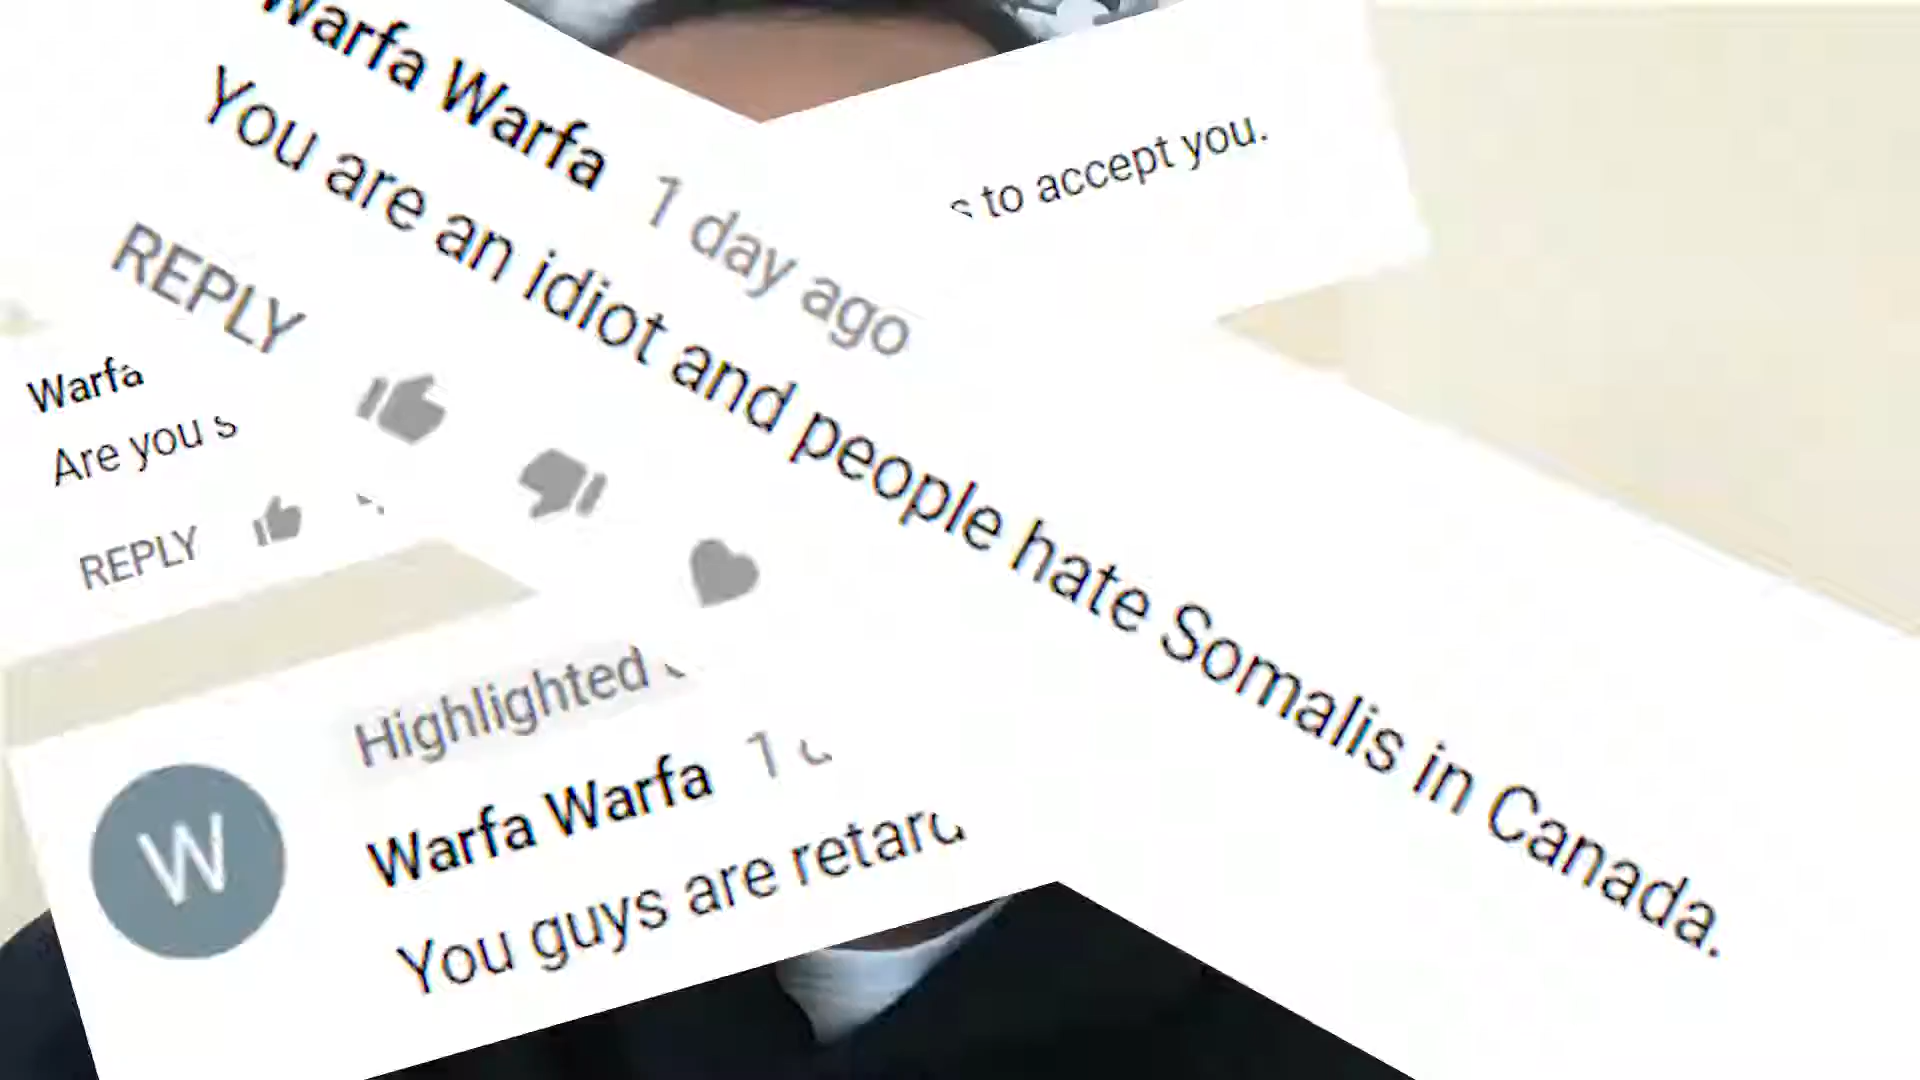 Warfa Warfa 1 day ago
You are an idiot and people hate Somalis in Canada.
REPLY
to accept you.
Warfa
Are you
REPLY
Highlighted
Warfa Warfa 1
You guys are
W